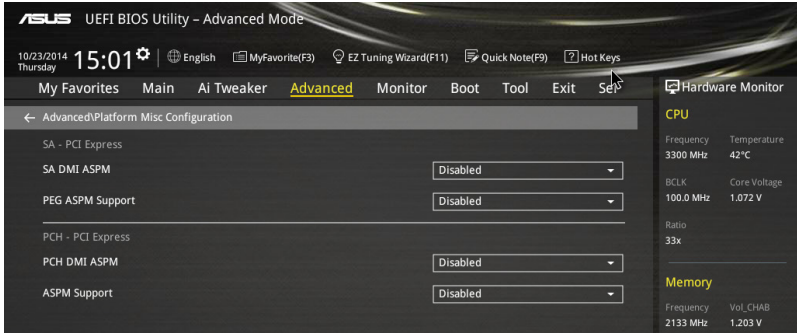 ASUS UEFI BIOS Utility – Advanced Mode
10/23/2014 Thursday 15:01 English MyFavorite(F3) EZ Tuning Wizard(F11) Quick Note(F9) ? Hot Keys
My Favorites Main Ai Tweaker Advanced Monitor Boot Tool Exit
Hardware Monitor
← Advanced\Platform Misc Configuration
SA - PCI Express
SA DMI ASPM Disabled
PEG ASPM Support Disabled
PCH - PCI Express
PCH DMI ASPM Disabled
ASPM Support Disabled
CPU
Frequency Temperature
3300 MHz 42°C
BCLK Core Voltage
100.0 MHz 1.072 V
Ratio
33x
Memory
Frequency Vol_CHAB
2133 MHz 1.203 V